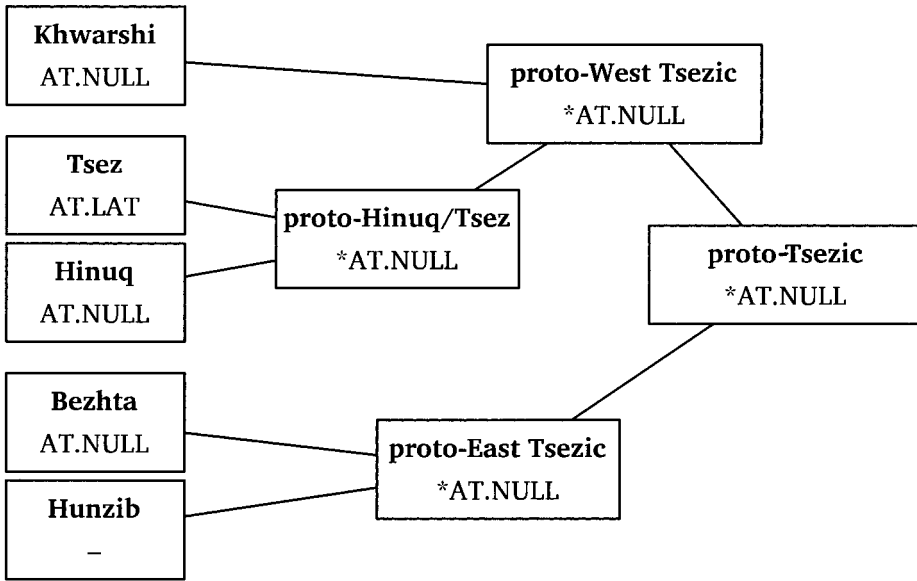 Khwarshi
AT.NULL
proto-West Tsezic
*AT.NULL
Tsez
AT.LAT
proto-Hinuq/Tsez
*AT.NULL
Hinuq
AT.NULL
proto-Tsezic
*AT.NULL
Bezhta
AT.NULL
proto-East Tsezic
*AT.NULL
Hunzib
–